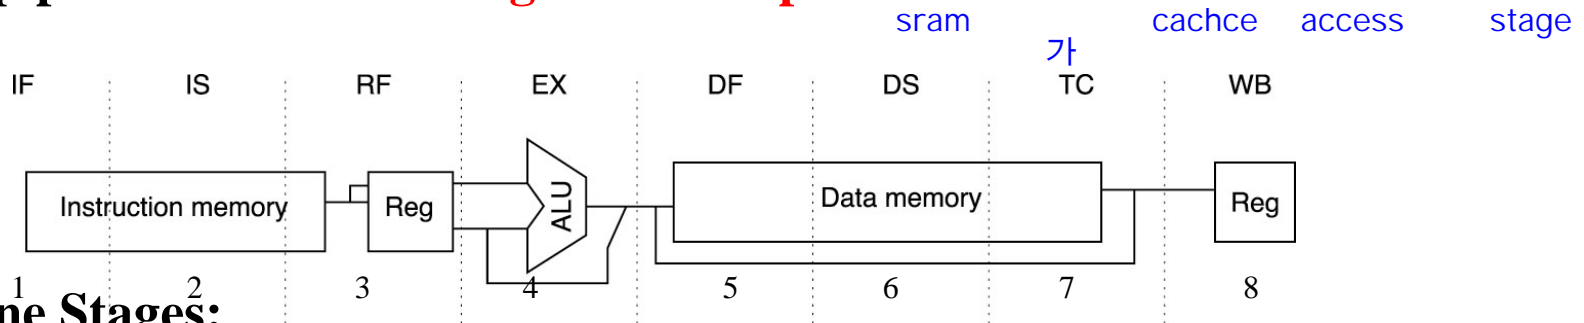 sram cachce access stage
가
IF IS RF EX DF DS TC WB
Instruction memory Reg ALU Data memory Reg
1 2 3 4 5 6 7 8
Stages: